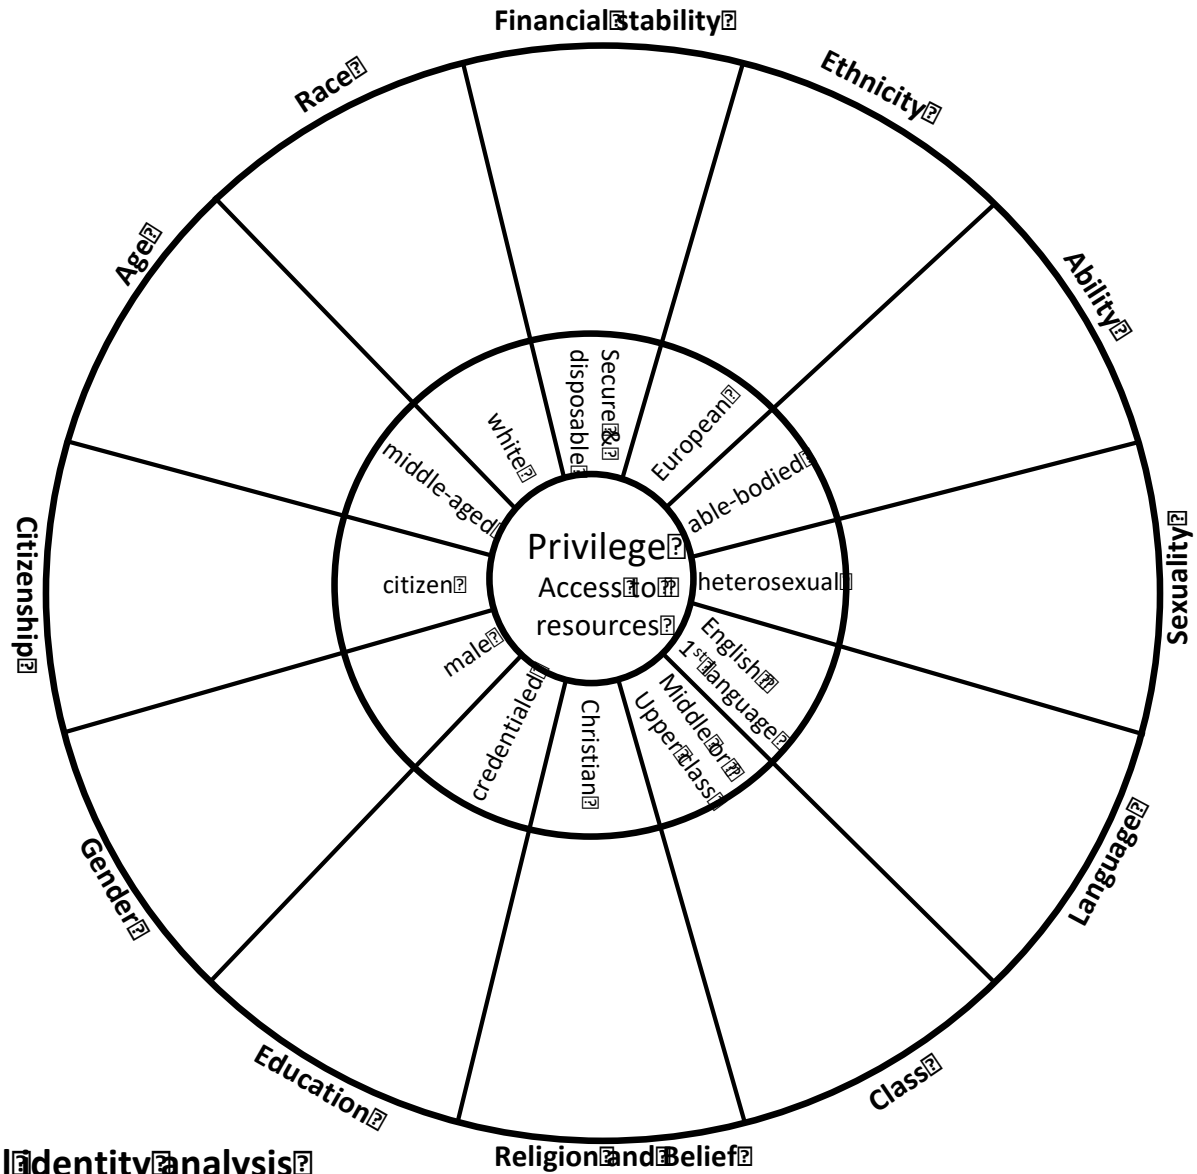 Financial stability
Ethnicity
Ability
Sexuality
Language
Class
Religion and Belief
Education
Gender
Citizenship
Age
Race
Secure &
disposable
European
able-bodied
heterosexual
English
1st language
Middle or
Upper class
Christian
credentialed
male
citizen
middle-aged
white
Privilege
Access to
resources
identity analysis